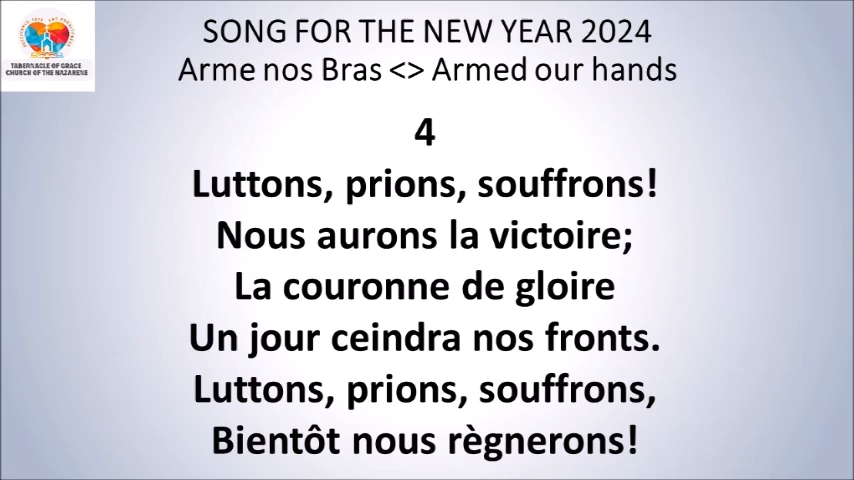 SONG FOR THE NEW YEAR 2024
Arme nos Bras <> Armed our hands
TABERNACLE OF GRACE
CHURCH OF THE NAZARENE
4
Luttons, prions, souffrons!
Nous aurons la victoire;
La couronne de gloire
Un jour ceindra nos fronts.
Luttons, prions, souffrons,
Bientôt nous règnerons!